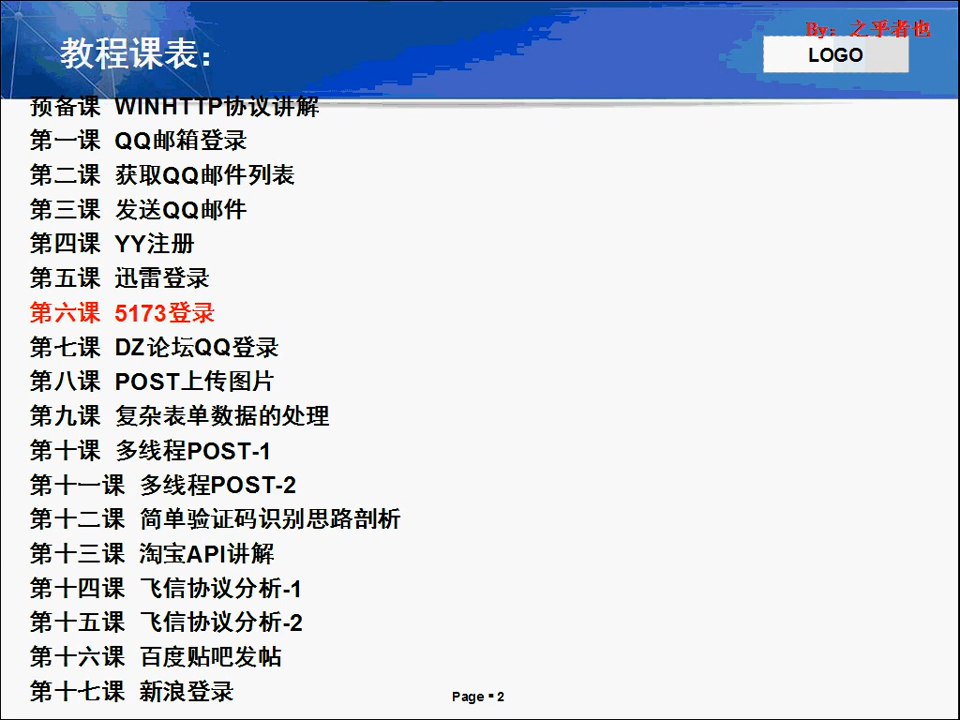 By：之乎者也
教程课表：
LOGO
预备课 WINHTTP协议讲解
第一课 QQ邮箱登录
第二课 获取QQ邮件列表
第三课 发送QQ邮件
第四课 YY注册
第五课 迅雷登录
第六课 5173登录
第七课 DZ论坛QQ登录
第八课 POST上传图片
第九课 复杂表单数据的处理
第十课 多线程POST-1
第十一课 多线程POST-2
第十二课 简单验证码识别思路剖析
第十三课 淘宝API讲解
第十四课 飞信协议分析-1
第十五课 飞信协议分析-2
第十六课 百度贴吧发帖
第十七课 新浪登录
Page ▪ 2